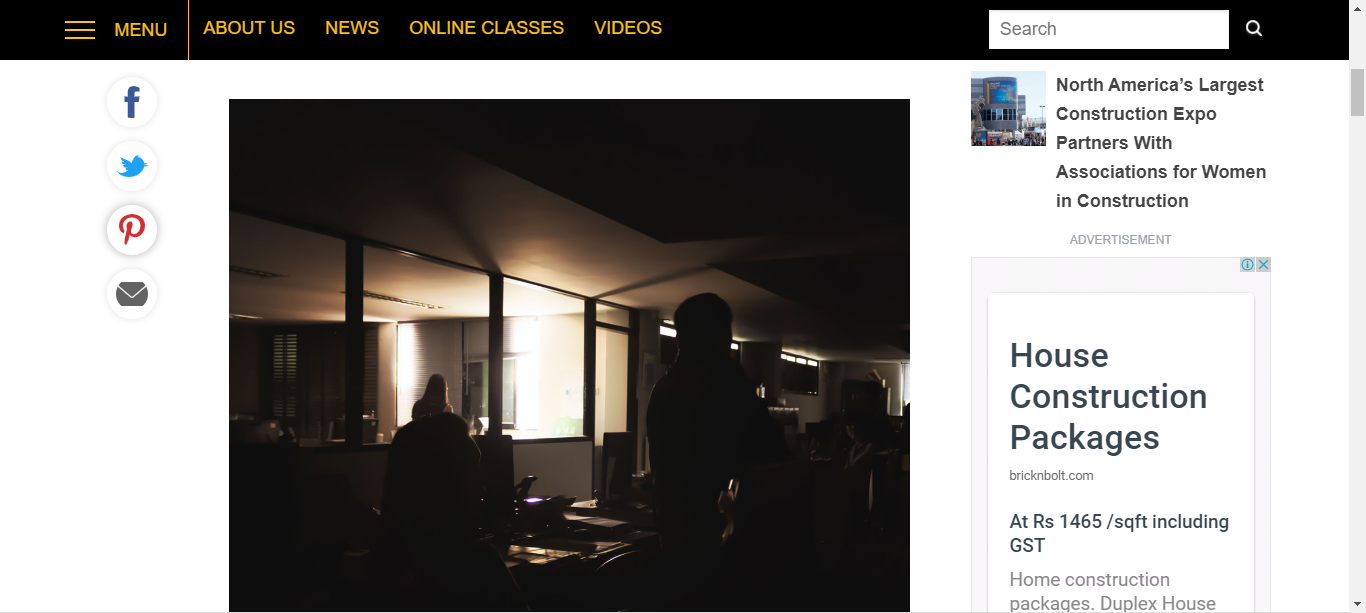 MENU
ABOUT US
NEWS
ONLINE CLASSES
VIDEOS
Search
North America’s Largest
Construction Expo
Partners With
Associations for Women
in Construction
ADVERTISEMENT
House
Construction
Packages
bricknbolt.com
At Rs 1465 /sqft including
GST
Home construction
packages. Duplex House